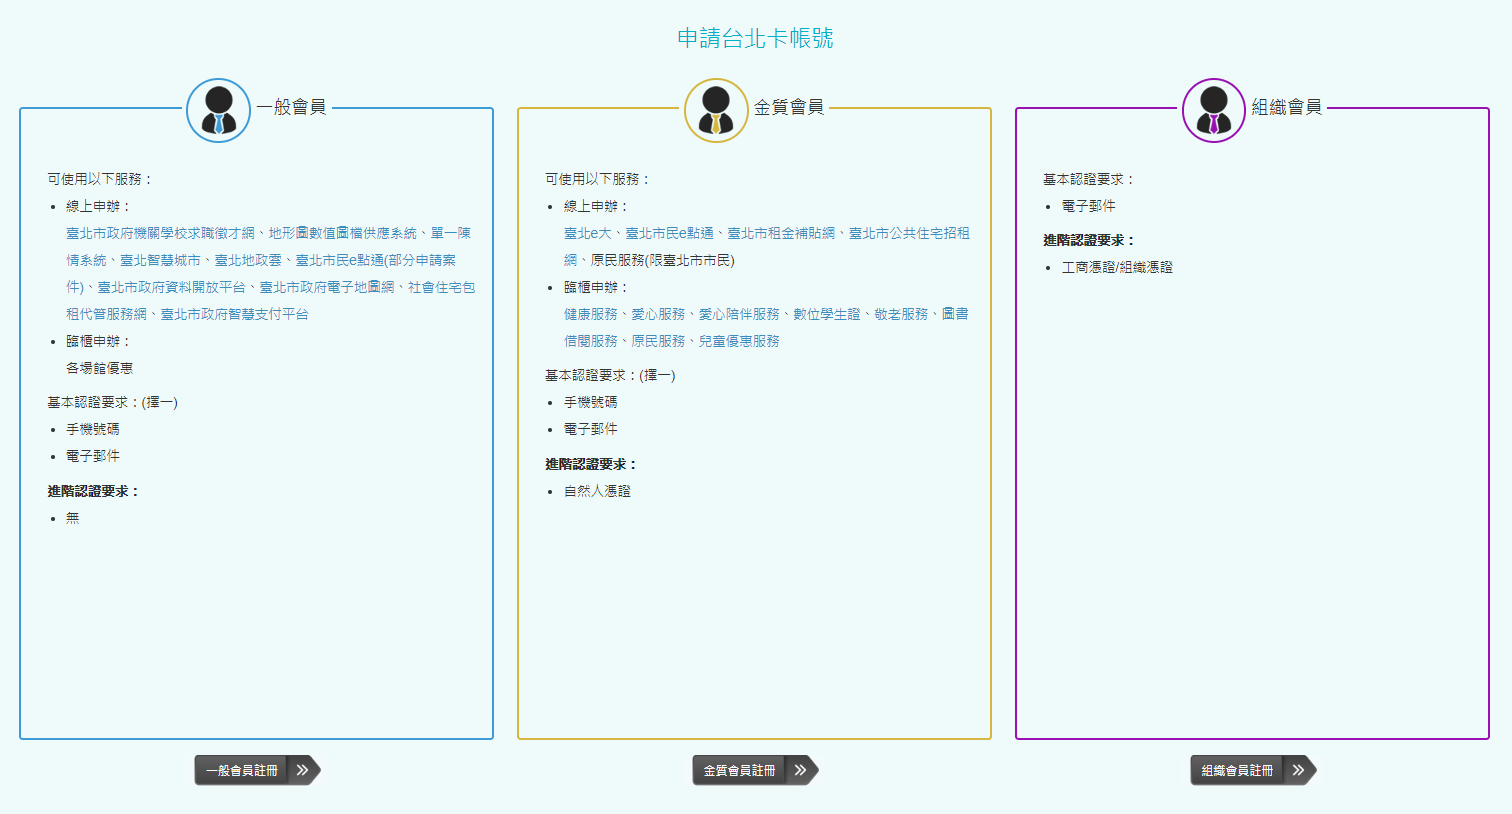 申請台北卡帳號
一般會員
可使用以下服務：
線上申辦：
臺北市政府機關學校求職徵才網、地形圖數值圖檔供應系統、單一陳
情系統、臺北智慧城市、臺北地政雲、臺北市民e點通(部分申請案
件)、臺北市政府資料開放平台、臺北市政府電子地圖網、社會住宅包
租代管服務網、臺北市政府智慧支付平台
臨櫃申辦：
各場館優惠
基本認證要求：(擇一)
手機號碼
電子郵件
進階認證要求：
無
一般會員註冊
金質會員
可使用以下服務：
線上申辦：
臺北e大、臺北市民e點通、臺北市租金補貼網、臺北市公共住宅招租
網、原民服務(限臺北市市民)
臨櫃申辦：
健康服務、愛心服務、愛心陪伴服務、數位學生證、敬老服務、圖書
借閱服務、原民服務、兒童優惠服務
基本認證要求：(擇一)
手機號碼
電子郵件
進階認證要求：
自然人憑證
金質會員註冊
組織會員
基本認證要求：
電子郵件
進階認證要求：
工商憑證/組織憑證
組織會員註冊